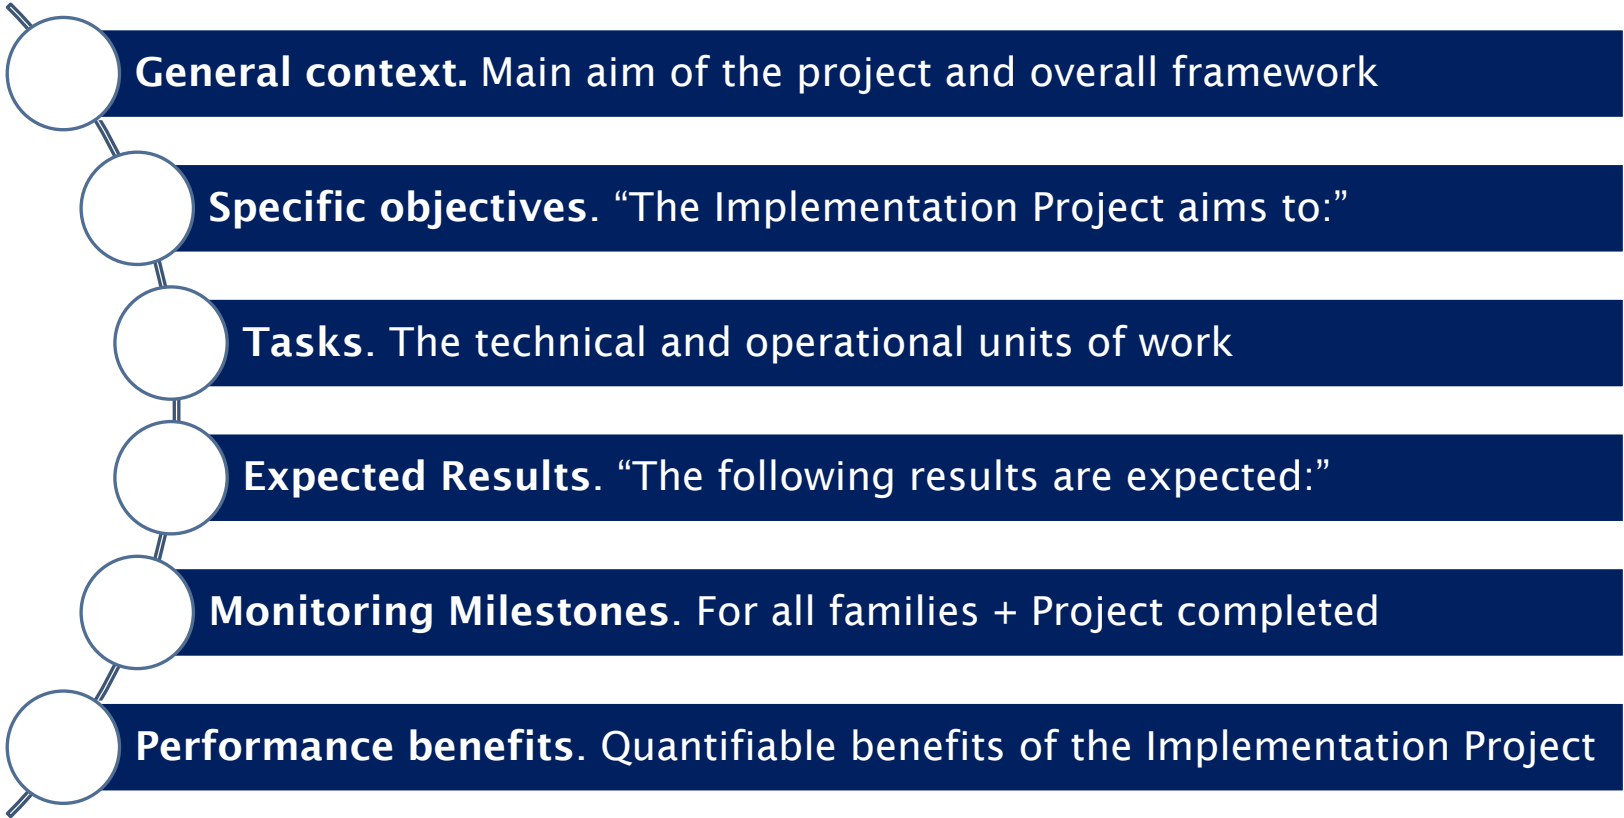 General context. Main aim of the project and overall framework
Specific objectives. “The Implementation Project aims to:”
Tasks. The technical and operational units of work
Expected Results. “The following results are expected:”
Monitoring Milestones. For all families + Project completed
Performance benefits. Quantifiable benefits of the Implementation Project